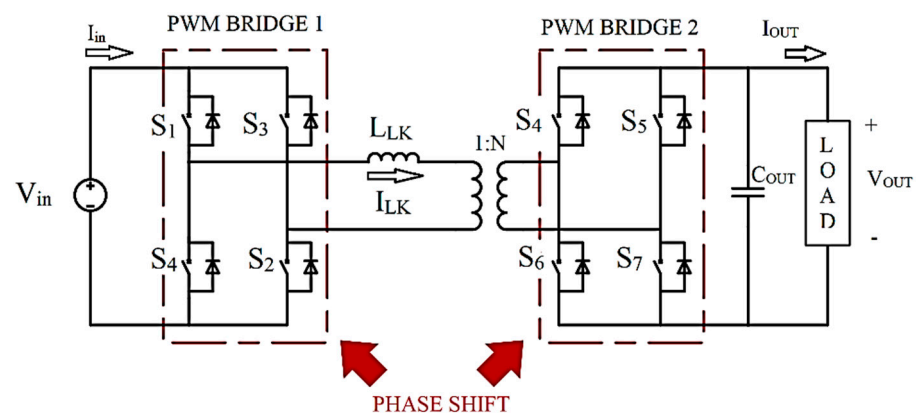 PWM BRIDGE 1
PWM BRIDGE 2
Iin
IOUT
S1
S3
LLK
1:N
S4
S5
Vin
ILK
COUT
LOAD
+
VOUT
-
S4
S2
S6
S7
PHASE SHIFT